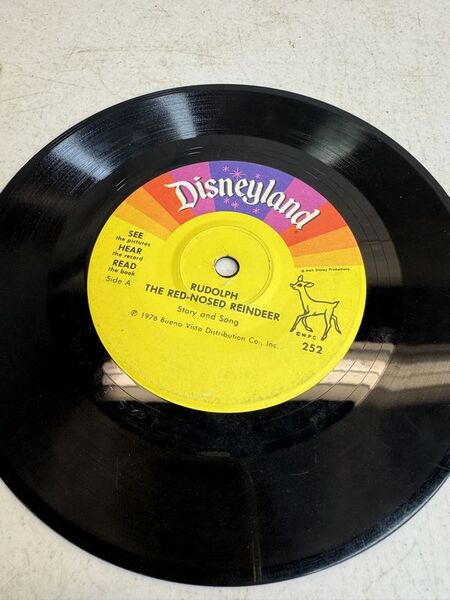 Disneyland
SEE
the pictures
HEAR
the record
READ
the book
Side A
© Walt Disney Productions
RUDOLPH
THE RED-NOSED REINDEER
Story and Song
℗ 1976 Buena Vista Distribution Co., Inc.
© W.P.C.
252